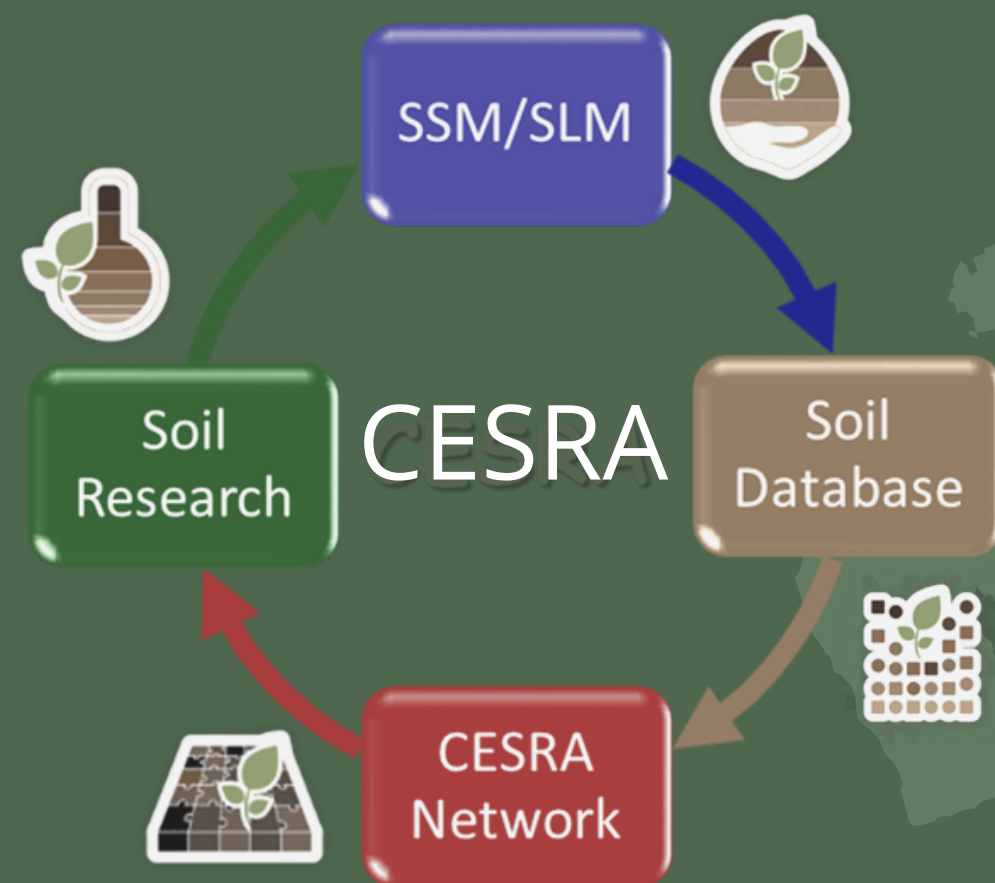 SSM/SLM
Soil
Research
CESRA
Soil
Database
CESRA
Network